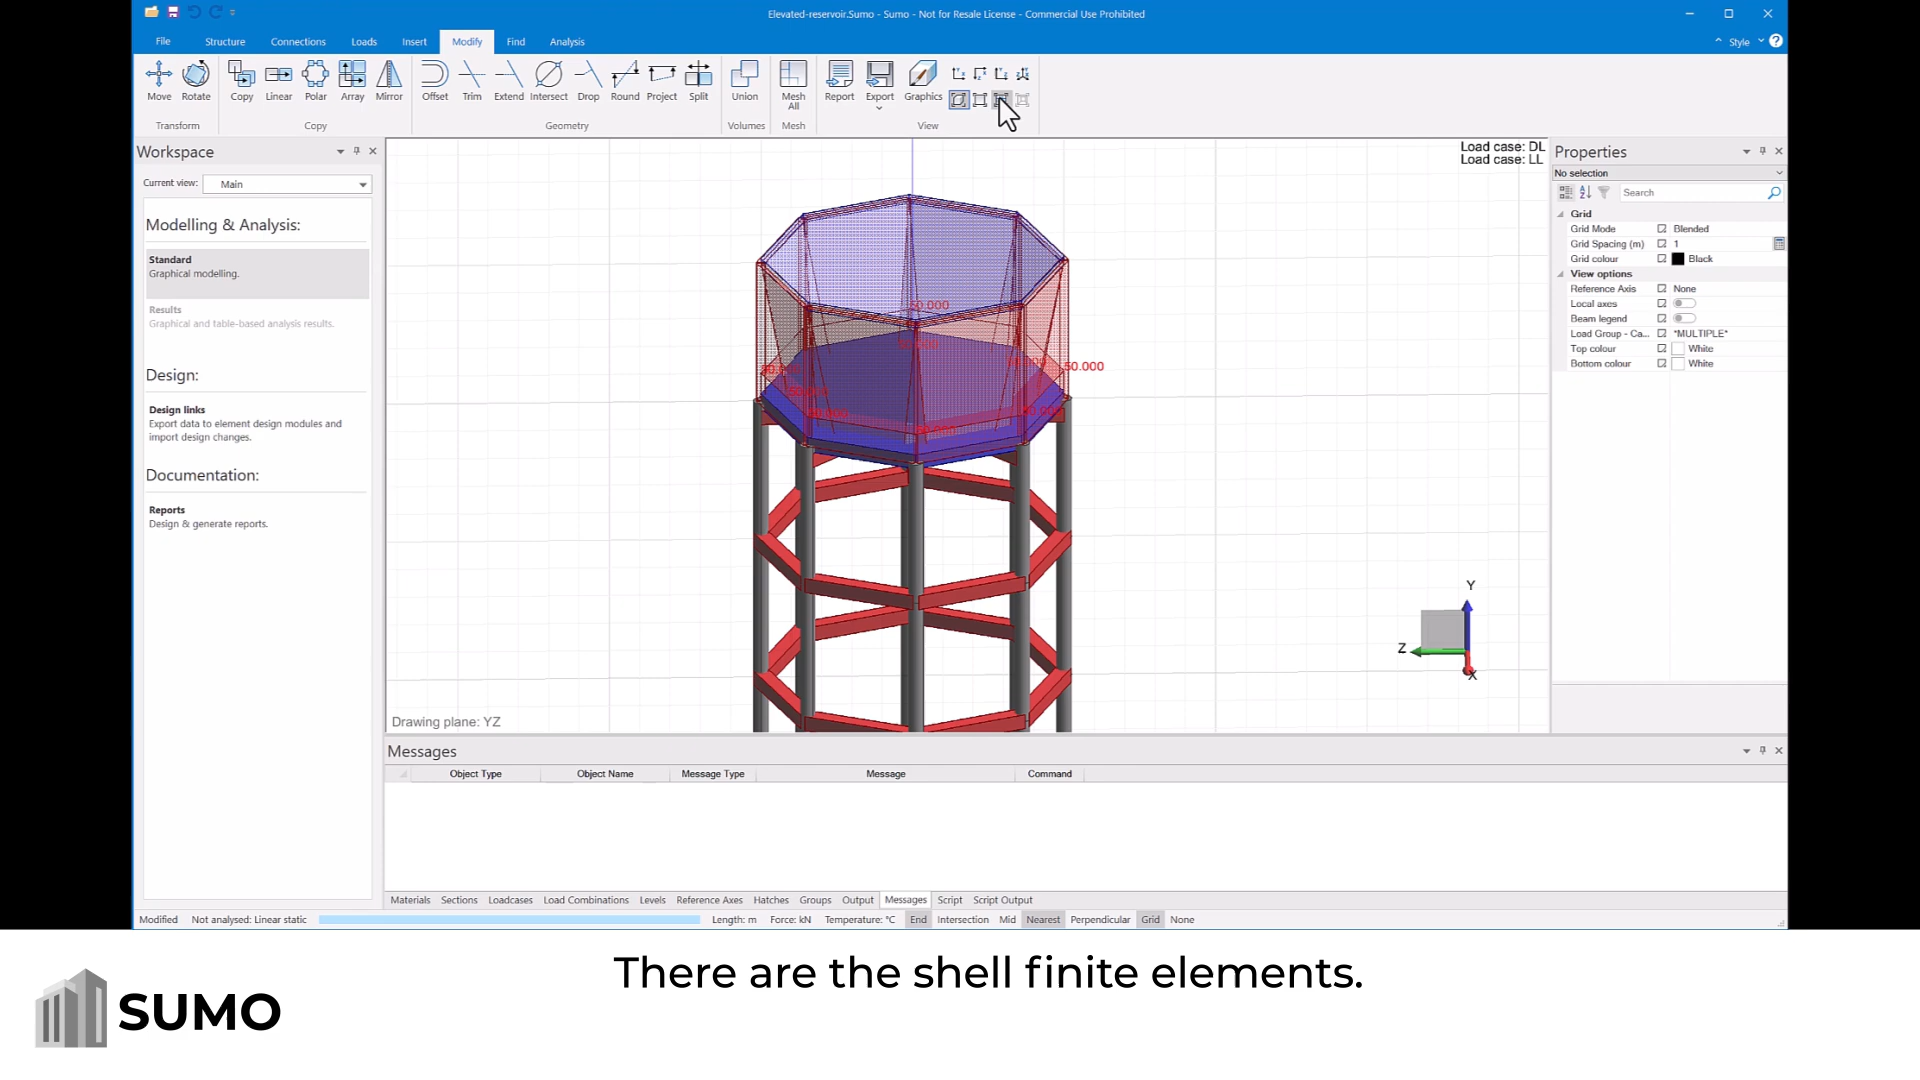 Elevated-reservoir.Sumo - Sumo - Not for Resale License - Commercial Use Prohibited
File Structure Connections Loads Insert Modify Find Analysis
Style
Move Rotate Copy Linear Polar Array Mirror Offset Trim Extend Intersect Drop Round Project Split Union Mesh All Report Export Graphics
Transform Copy Geometry Volumes Mesh View
Workspace
Current view: Main
Modelling & Analysis:
Standard
Graphical modelling.
Results
Graphical and table-based analysis results.
Design:
Design links
Export data to element design modules and
import design changes.
Documentation:
Reports
Design & generate reports.
Load case: DL
Load case: LL
50.000
50.000
Y
Z
X
Drawing plane: YZ
Properties
No selection
Search
Grid
Grid Mode Blended
Grid Spacing (m) 1
Grid colour Black
View options
Reference Axis None
Local axes
Beam legend
Load Group - Ca... *MULTIPLE*
Top colour White
Bottom colour White
Messages
Object Type Object Name Message Type Message Command
Materials Sections Loadcases Load Combinations Levels Reference Axes Hatches Groups Output Messages Script Script Output
Modified Not analysed: Linear static Length: m Force: kN Temperature: °C End Intersection Mid Nearest Perpendicular Grid None
There are the shell finite elements.
SUMO